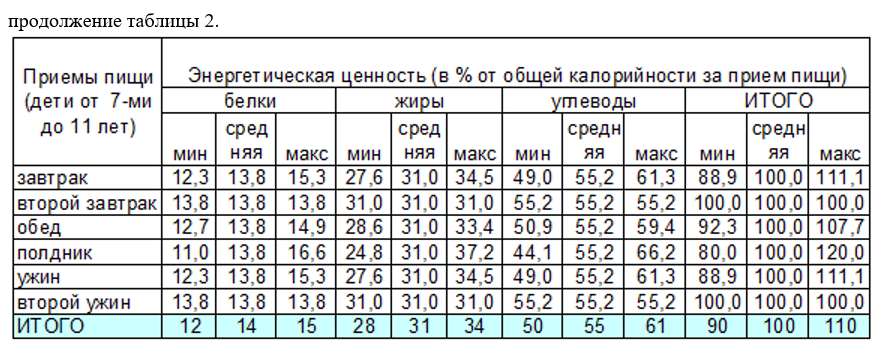 продолжение таблицы 2.
Приемы пищи (дети от 7-ми до 11 лет) Энергетическая ценность (в % от общей калорийности за прием пищи)
белки жиры углеводы ИТОГО
мин средняя макс мин средняя макс мин средняя макс мин средняя макс
завтрак 12,3 13,8 15,3 27,6 31,0 34,5 49,0 55,2 61,3 88,9 100,0 111,1
второй завтрак 13,8 13,8 13,8 31,0 31,0 31,0 55,2 55,2 55,2 100,0 100,0 100,0
обед 12,7 13,8 14,9 28,6 31,0 33,4 50,9 55,2 59,4 92,3 100,0 107,7
полдник 11,0 13,8 16,6 24,8 31,0 37,2 44,1 55,2 66,2 80,0 100,0 120,0
ужин 12,3 13,8 15,3 27,6 31,0 34,5 49,0 55,2 61,3 88,9 100,0 111,1
второй ужин 13,8 13,8 13,8 31,0 31,0 31,0 55,2 55,2 55,2 100,0 100,0 100,0
ИТОГО 12 14 15 28 31 34 50 55 61 90 100 110